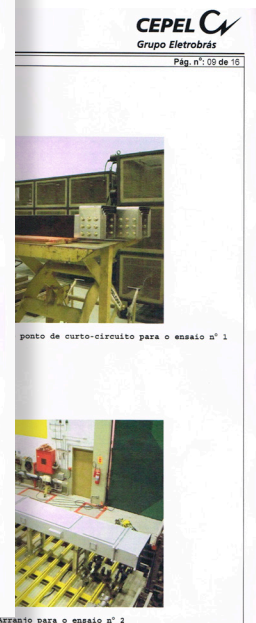 CEPEL
Grupo Eletrobrás
Pág. nº: 09 de 16
ponto de curto-circuito para o ensaio nº 1
Arranjo para o ensaio nº 2